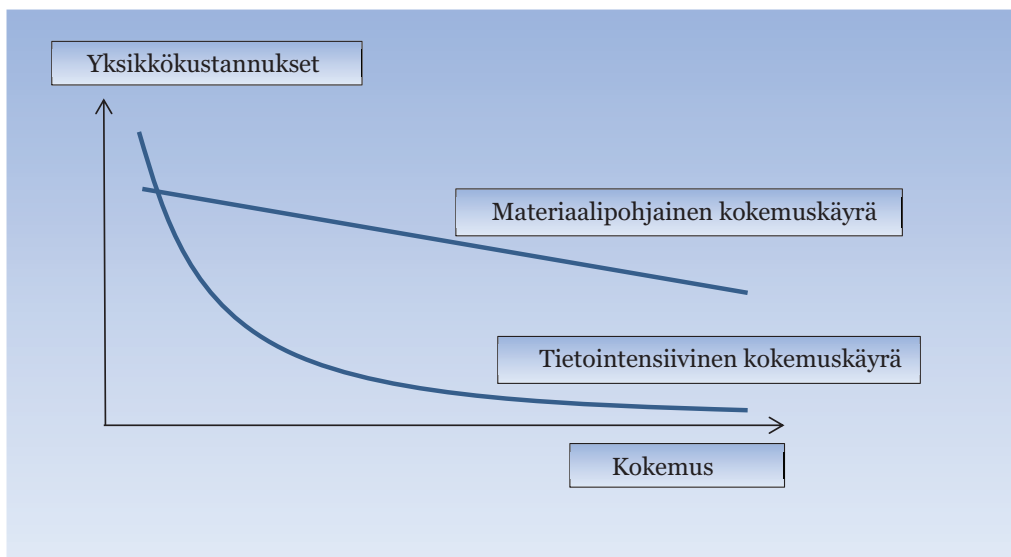 Yksikkökustannukset
Materiaalipohjainen kokemuskäyrä
Tietointensiivinen kokemuskäyrä
Kokemus